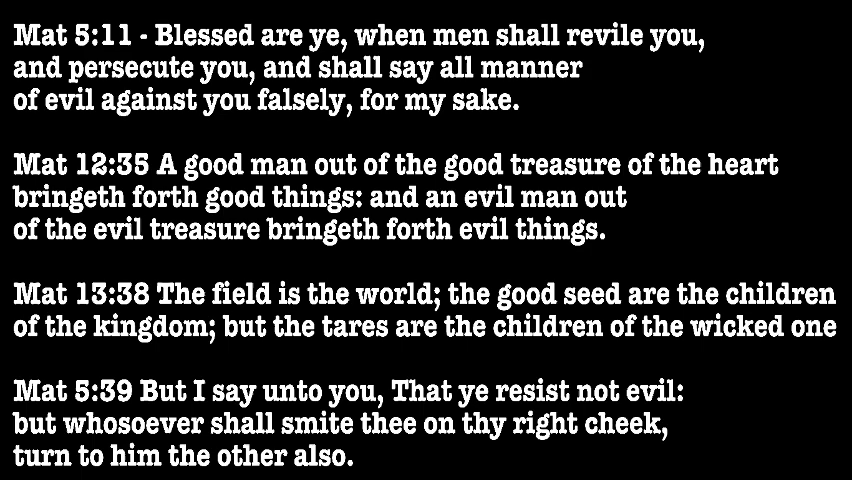 Mat 5:11 - Blessed are ye, when men shall revile you,
and persecute you, and shall say all manner
of evil against you falsely, for my sake.
Mat 12:35 A good man out of the good treasure of the heart
bringeth forth good things: and an evil man out
of the evil treasure bringeth forth evil things.
Mat 13:38 The field is the world; the good seed are the children
of the kingdom; but the tares are the children of the wicked one
Mat 5:39 But I say unto you, That ye resist not evil:
but whosoever shall smite thee on thy right cheek,
turn to him the other also.